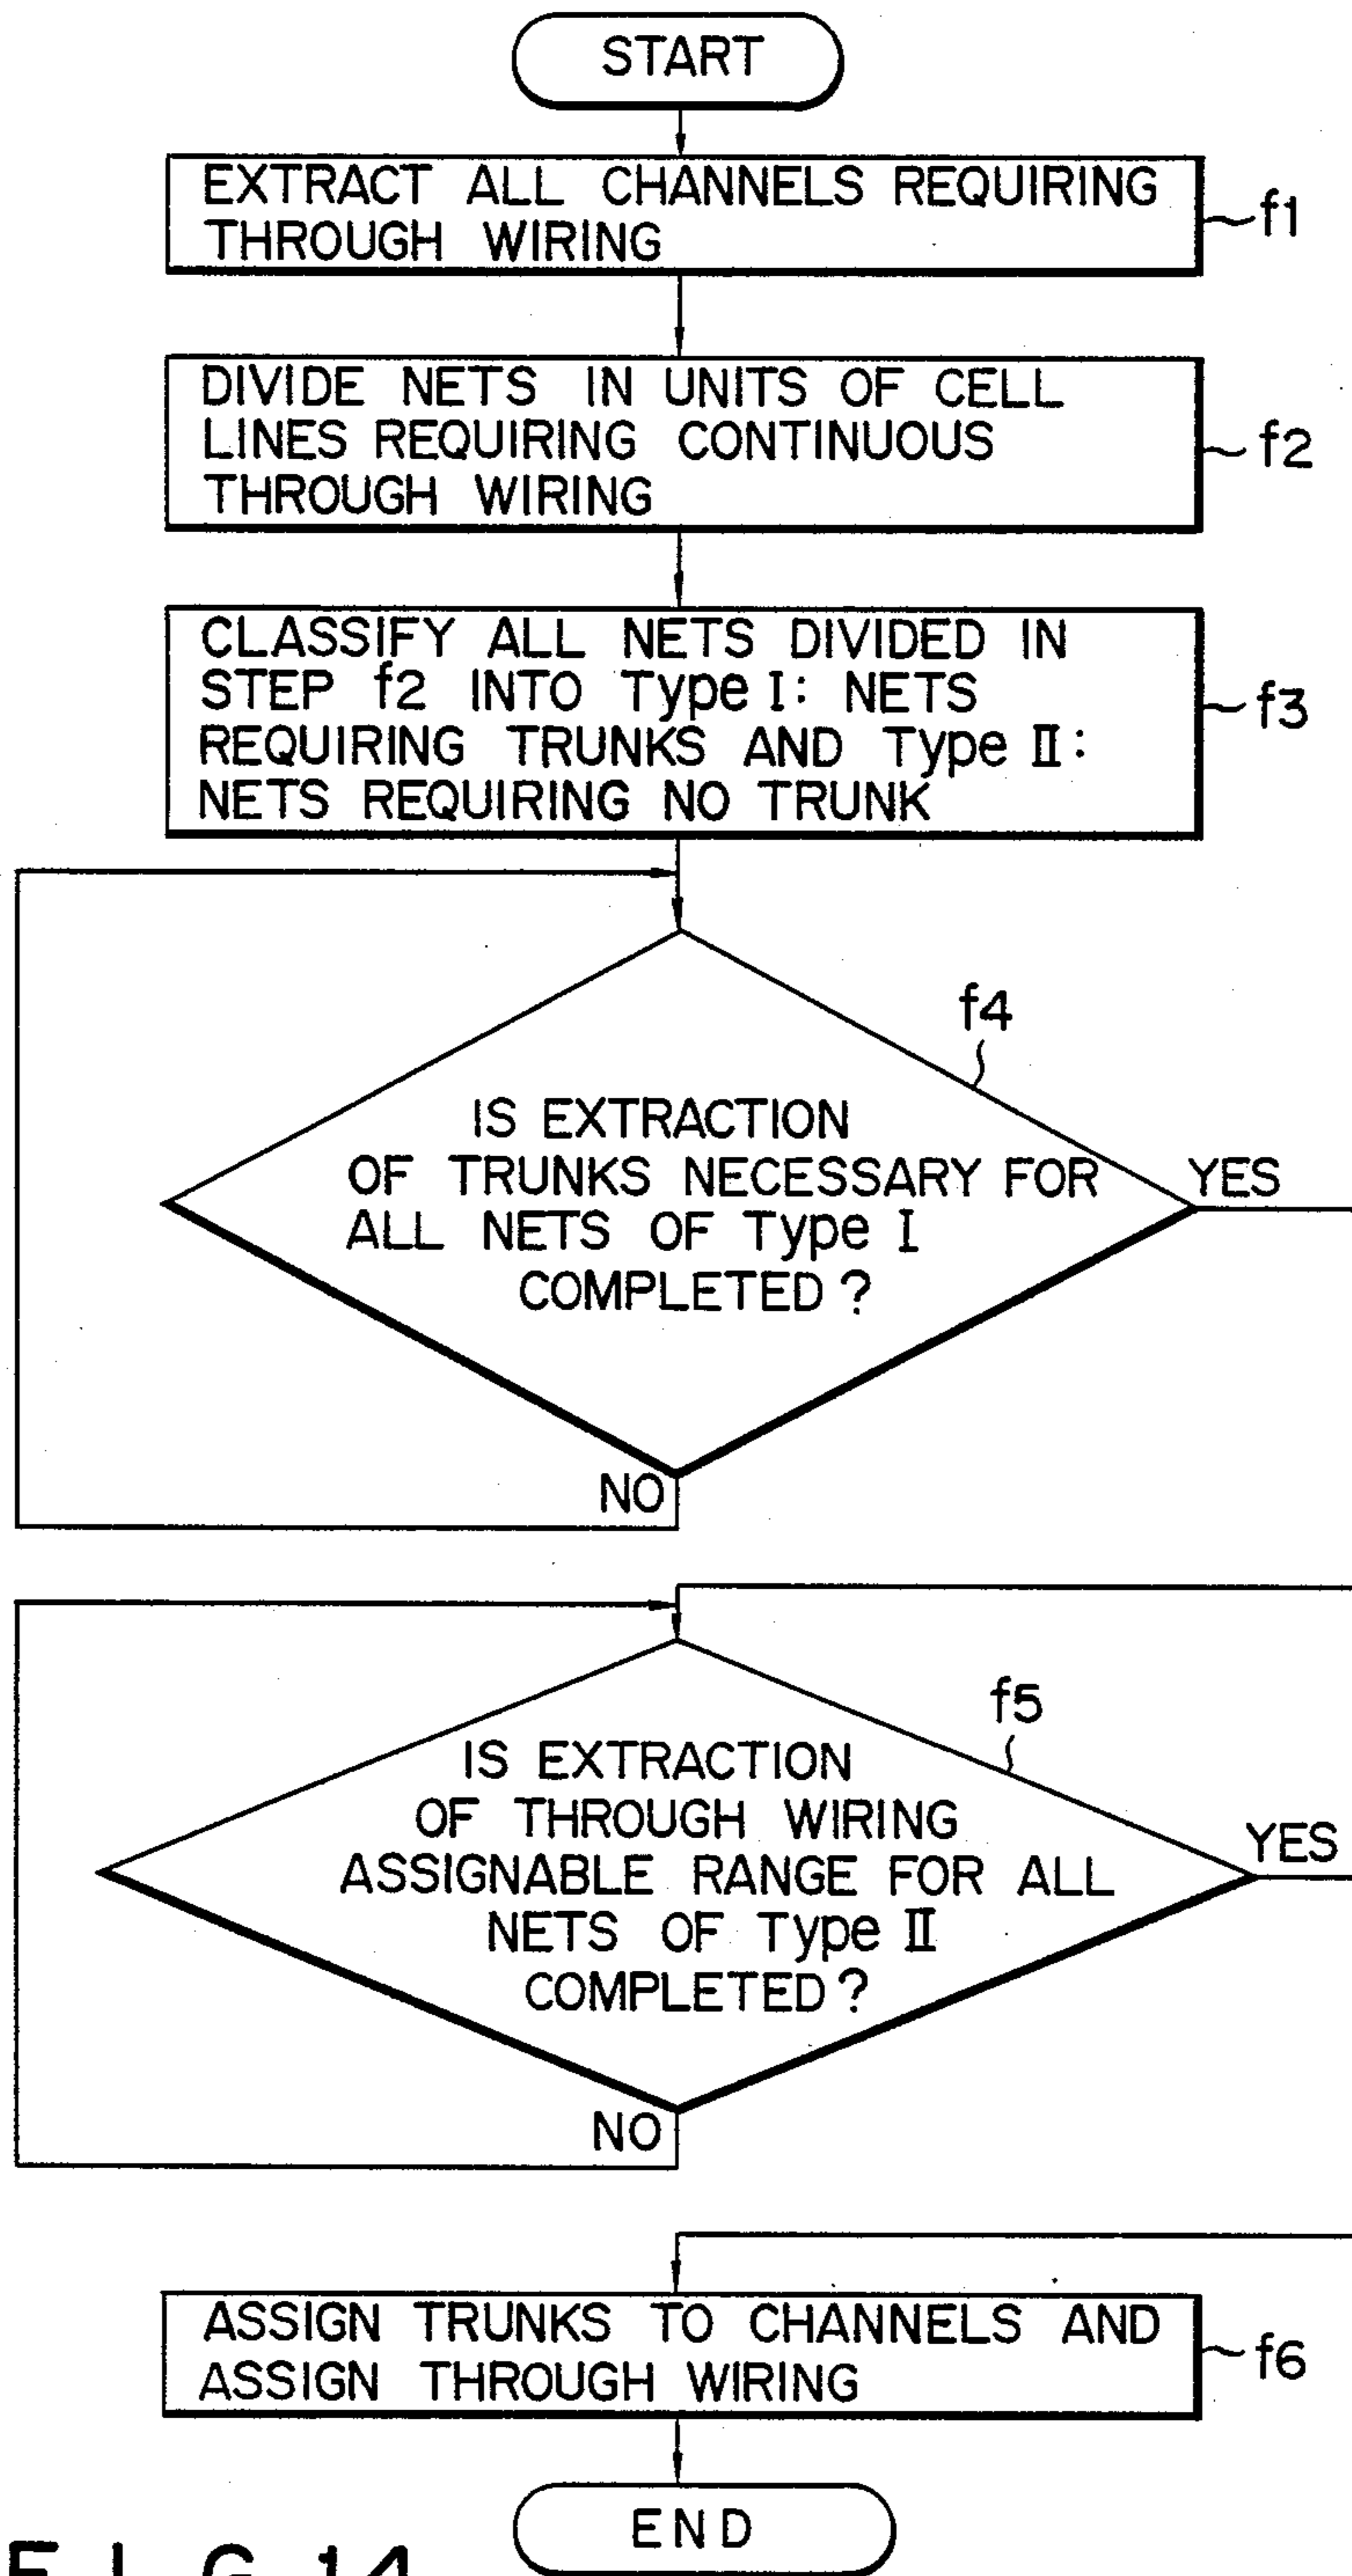 START
EXTRACT ALL CHANNELS REQUIRING
THROUGH WIRING
f1
DIVIDE NETS IN UNITS OF CELL
LINES REQUIRING CONTINUOUS
THROUGH WIRING
f2
CLASSIFY ALL NETS DIVIDED IN
STEP f2 INTO Type I: NETS
REQUIRING TRUNKS AND Type II:
NETS REQUIRING NO TRUNK
f3
f4
IS EXTRACTION
OF TRUNKS NECESSARY FOR
ALL NETS OF Type I
COMPLETED?
YES
NO
f5
IS EXTRACTION
OF THROUGH WIRING
ASSIGNABLE RANGE FOR ALL
NETS OF Type II
COMPLETED?
YES
NO
ASSIGN TRUNKS TO CHANNELS AND
ASSIGN THROUGH WIRING
f6
END
FIG. 14